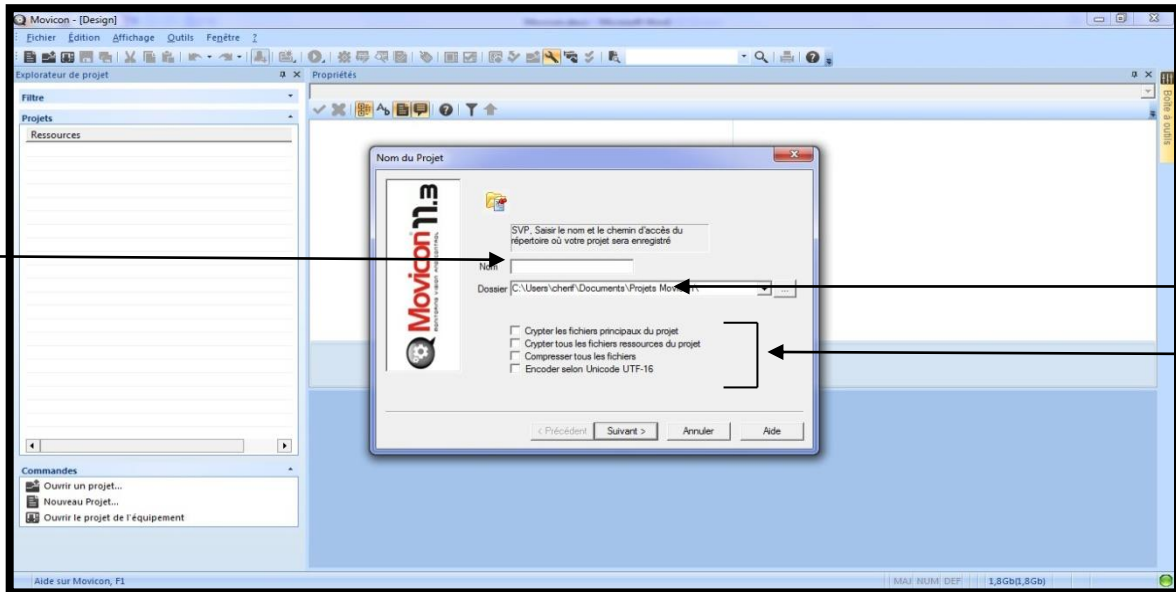 Movicon - [Design]
Fichier Édition Affichage Outils Fenêtre ?
Explorateur de projet
Propriétés
Boîte à outils
Filtre
Projets
Ressources
Nom du Projet
Movicon 11.3
SVP, Saisir le nom et le chemin d'accès du
répertoire où votre projet sera enregistré
Nom
Dossier C:\Users\cherif\Documents\Projets
Crypter les fichiers principaux du projet
Crypter tous les fichiers ressources du projet
Compresser tous les fichiers
Encoder selon Unicode UTF-16
< Précédent Suivant > Annuler Aide
Commandes
Ouvrir un projet...
Nouveau Projet...
Ouvrir le projet de l'équipement
Aide sur Movicon, F1
MAJ NUM DEF 1,8Gb(1,8Gb)